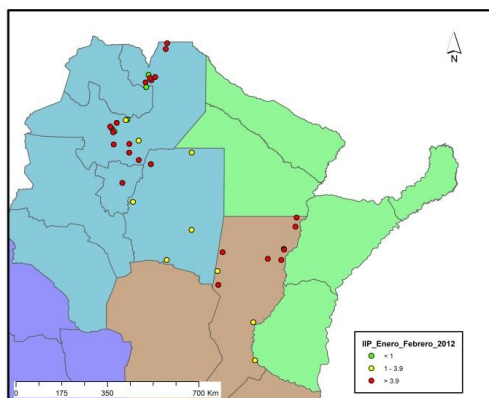 N
IIP_Enero_Febrero_2012
< 1
1 - 3.9
> 3.9
0 175 350 700 Km